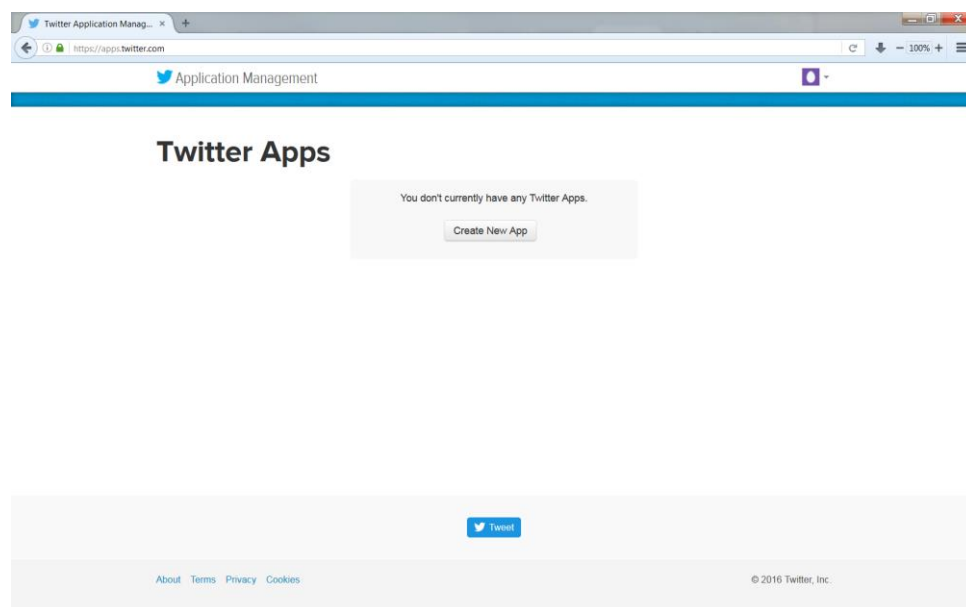 Twitter Application Manag...
https://apps.twitter.com
100%
Application Management
Twitter Apps
You don't currently have any Twitter Apps.
Create New App
Tweet
About Terms Privacy Cookies
© 2016 Twitter, Inc.